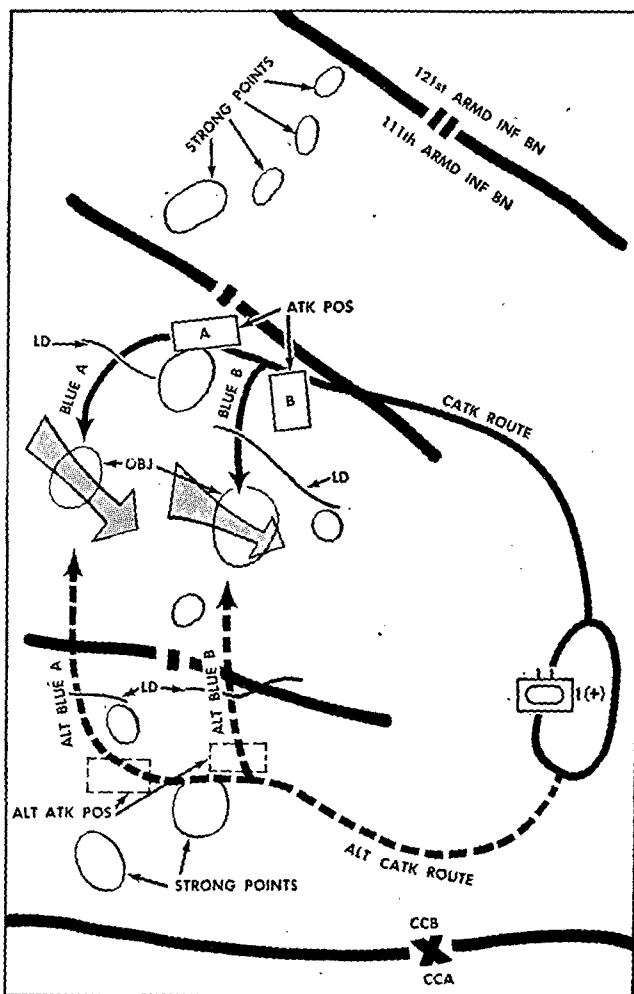 STRONG POINTS
121st ARMD INF BN
111th ARMD INF BN
ATK POS
A
LD
BLUE A
BLUE B
B
CATK ROUTE
OBJ
LD
ALT BLUE A
LD
ALT BLUE B
1(+)
ALT ATK POS
ALT CATK ROUTE
STRONG POINTS
CCB
CCA